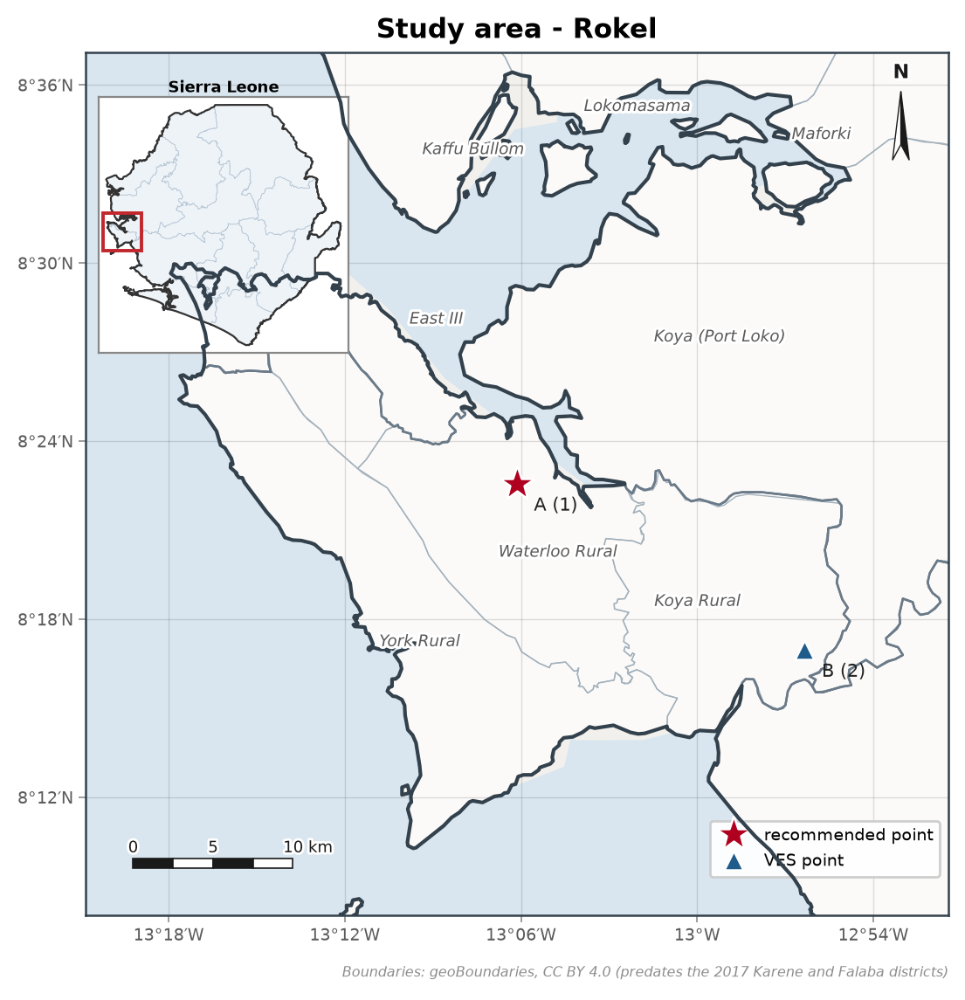 Study area - Rokel
8°36′N
8°30′N
8°24′N
8°18′N
8°12′N
Sierra Leone
N
Lokomasama
Maforki
Kaffu Bullom
East III
Koya (Port Loko)
A (1)
Waterloo Rural
Koya Rural
York Rural
B (2)
0 5 10 km
recommended point
VES point
13°18′W 13°12′W 13°06′W 13°W 12°54′W
Boundaries: geoBoundaries, CC BY 4.0 (predates the 2017 Karene and Falaba districts)